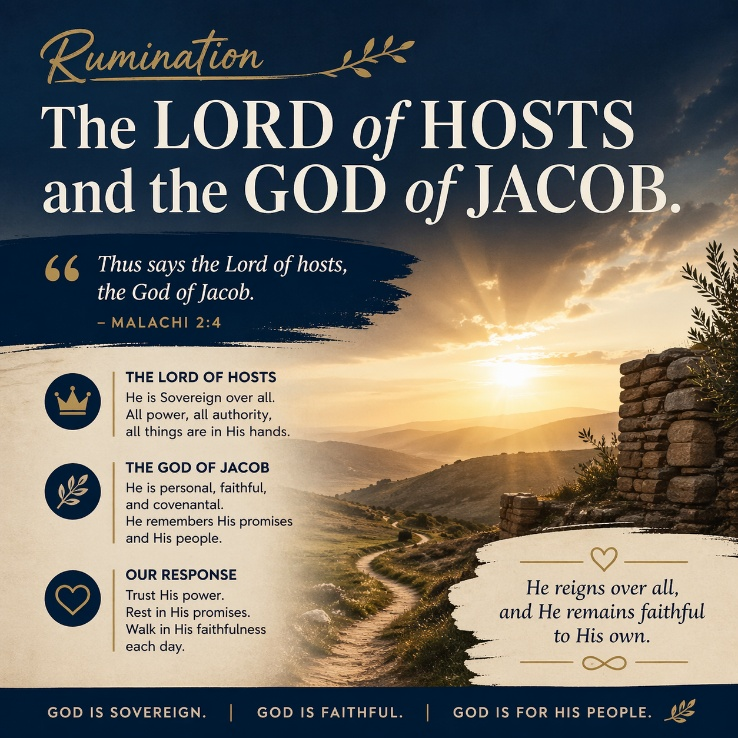 Rumination
The LORD of HOSTS
and the GOD of JACOB.
“ Thus says the Lord of hosts,
the God of Jacob.
– MALACHI 2:4
THE LORD OF HOSTS
He is Sovereign over all.
All power, all authority,
all things are in His hands.
THE GOD OF JACOB
He is personal, faithful,
and covenantal.
He remembers His promises
and His people.
OUR RESPONSE
Trust His power.
Rest in His promises.
Walk in His faithfulness
each day.
He reigns over all,
and He remains faithful
to His own.
GOD IS SOVEREIGN. | GOD IS FAITHFUL. | GOD IS FOR HIS PEOPLE.